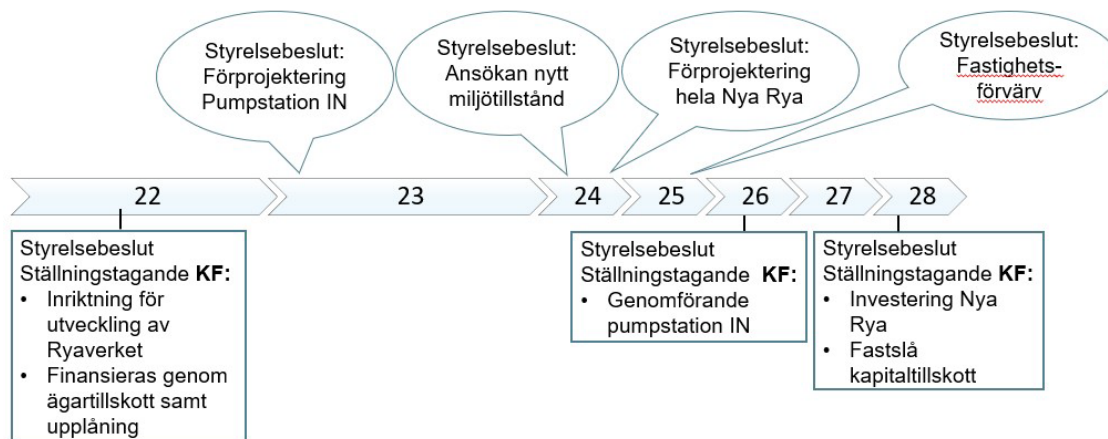 Styrelsebeslut:
Förprojektering
Pumpstation IN
Styrelsebeslut:
Ansökan nytt
miljötillstånd
Styrelsebeslut:
Förprojektering
hela Nya Rya
Styrelsebeslut:
Fastighets-
förvärv
22
23
24
25
26
27
28
Styrelsebeslut
Ställningstagande KF:
• Inriktning för
utveckling av
Ryaverket
• Finansieras genom
ägartillskott samt
upplåning
Styrelsebeslut
Ställningstagande KF:
• Genomförande
pumpstation IN
Styrelsebeslut
Ställningstagande KF:
• Investering Nya
Rya
• Fastslå
kapitaltillskott